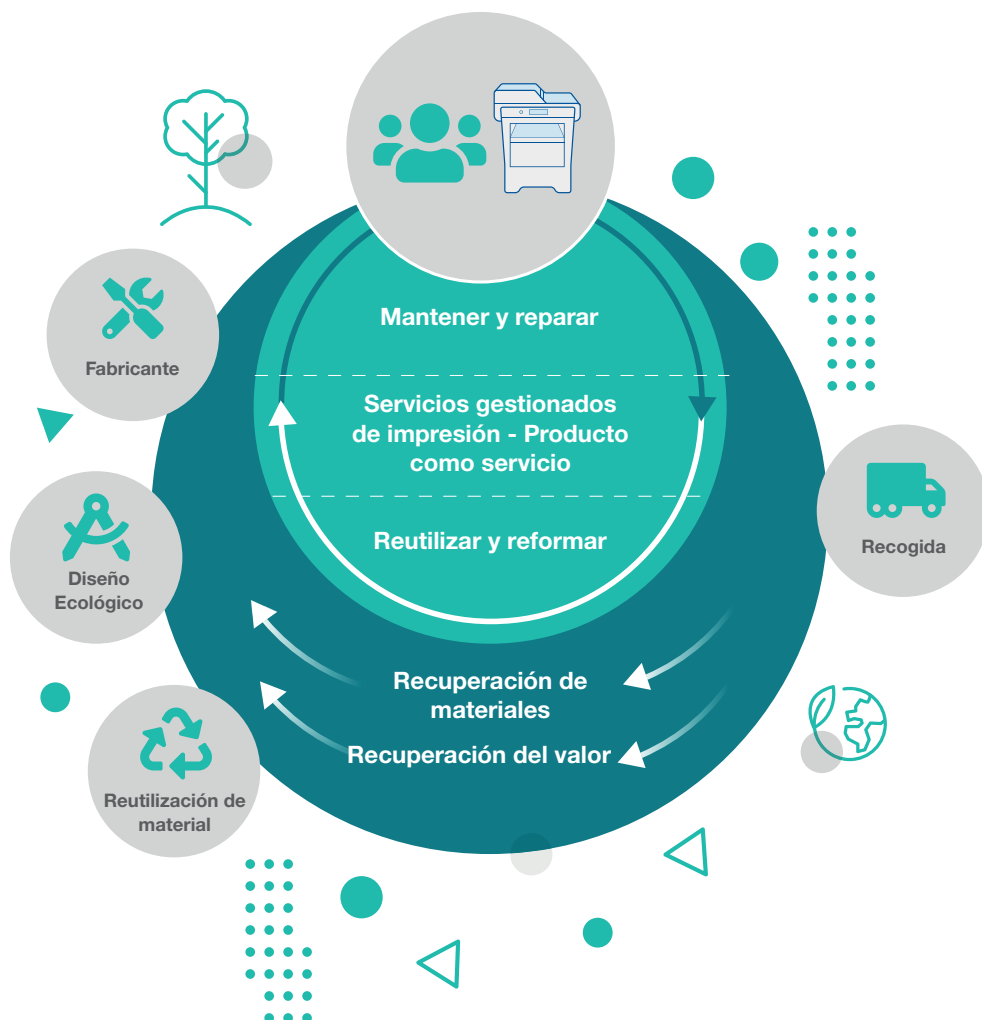 Mantener y reparar
Servicios gestionados
de impresión - Producto
como servicio
Reutilizar y reformar
Recuperación de
materiales
Recuperación del valor
Fabricante
Diseño
Ecológico
Reutilización de
material
Recogida